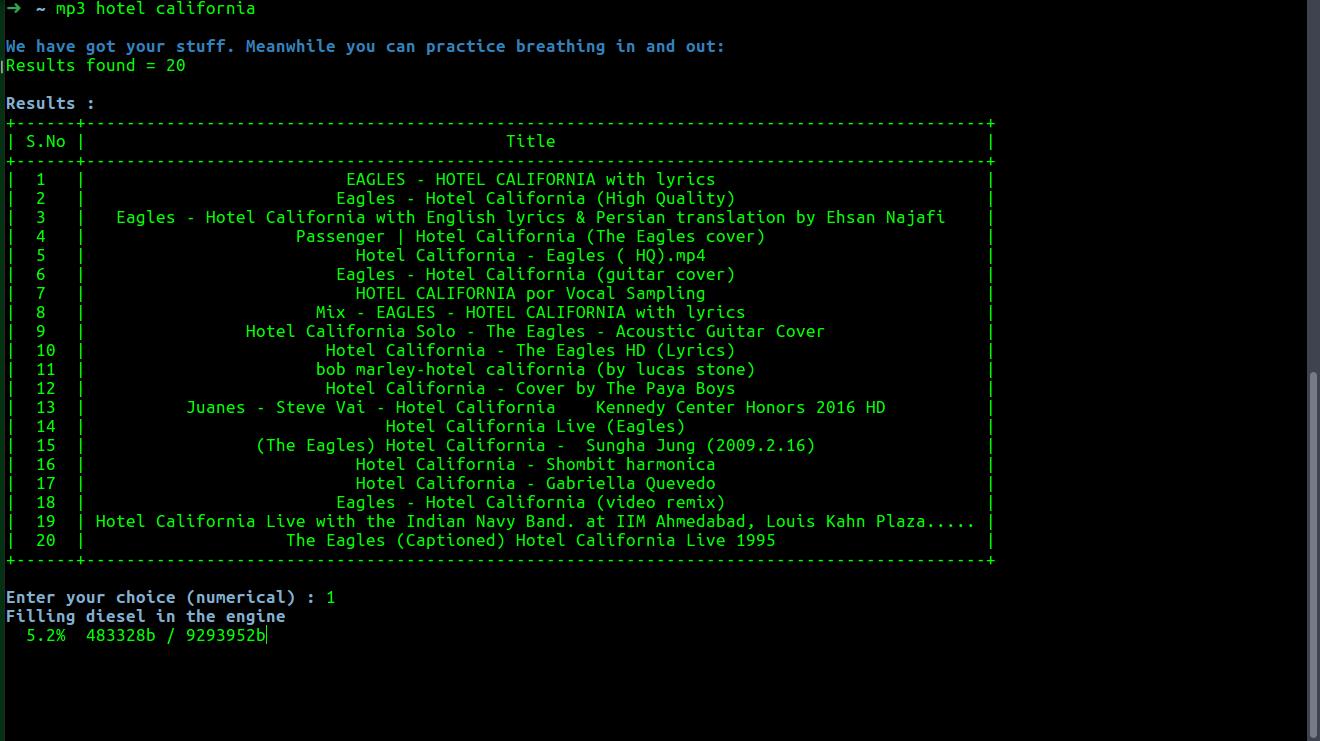 ➜ ~ mp3 hotel california
We have got your stuff. Meanwhile you can practice breathing in and out:
Results found = 20
Results :
+------+------------------------------------------------------------------------------------------+
| S.No | Title |
+------+------------------------------------------------------------------------------------------+
| 1 | EAGLES - HOTEL CALIFORNIA with lyrics |
| 2 | Eagles - Hotel California (High Quality) |
| 3 | Eagles - Hotel California with English lyrics & Persian translation by Ehsan Najafi |
| 4 | Passenger | Hotel California (The Eagles cover) |
| 5 | Hotel California - Eagles ( HQ).mp4 |
| 6 | Eagles - Hotel California (guitar cover) |
| 7 | HOTEL CALIFORNIA por Vocal Sampling |
| 8 | Mix - EAGLES - HOTEL CALIFORNIA with lyrics |
| 9 | Hotel California Solo - The Eagles - Acoustic Guitar Cover |
| 10 | Hotel California - The Eagles HD (Lyrics) |
| 11 | bob marley-hotel california (by lucas stone) |
| 12 | Hotel California - Cover by The Paya Boys |
| 13 | Juanes - Steve Vai - Hotel California    Kennedy Center Honors 2016 HD |
| 14 | Hotel California Live (Eagles) |
| 15 | (The Eagles) Hotel California -  Sungha Jung (2009.2.16) |
| 16 | Hotel California - Shombit harmonica |
| 17 | Hotel California - Gabriella Quevedo |
| 18 | Eagles - Hotel California (video remix) |
| 19 | Hotel California Live with the Indian Navy Band. at IIM Ahmedabad, Louis Kahn Plaza..... |
| 20 | The Eagles (Captioned) Hotel California Live 1995 |
+------+------------------------------------------------------------------------------------------+
Enter your choice (numerical) : 1
Filling diesel in the engine
5.2%  483328b / 9293952b